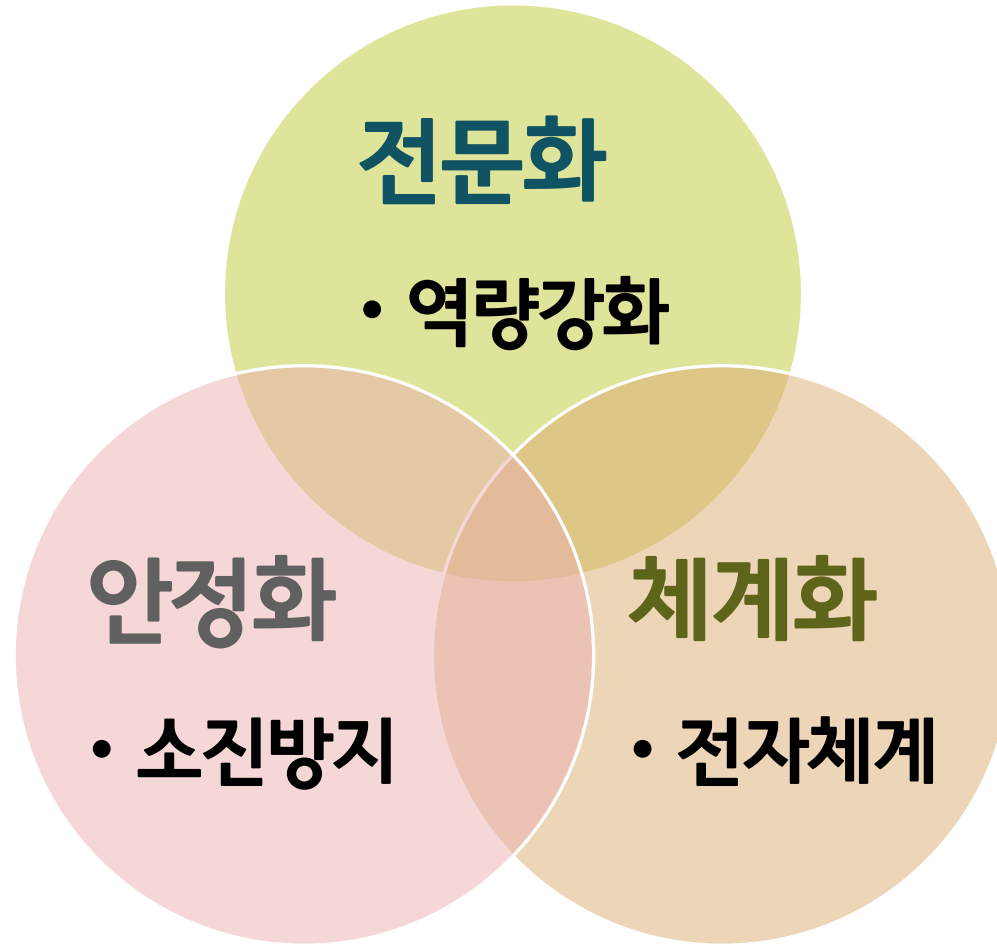 전문화
• 역량강화
안정화
• 소진방지
체계화
• 전자체계